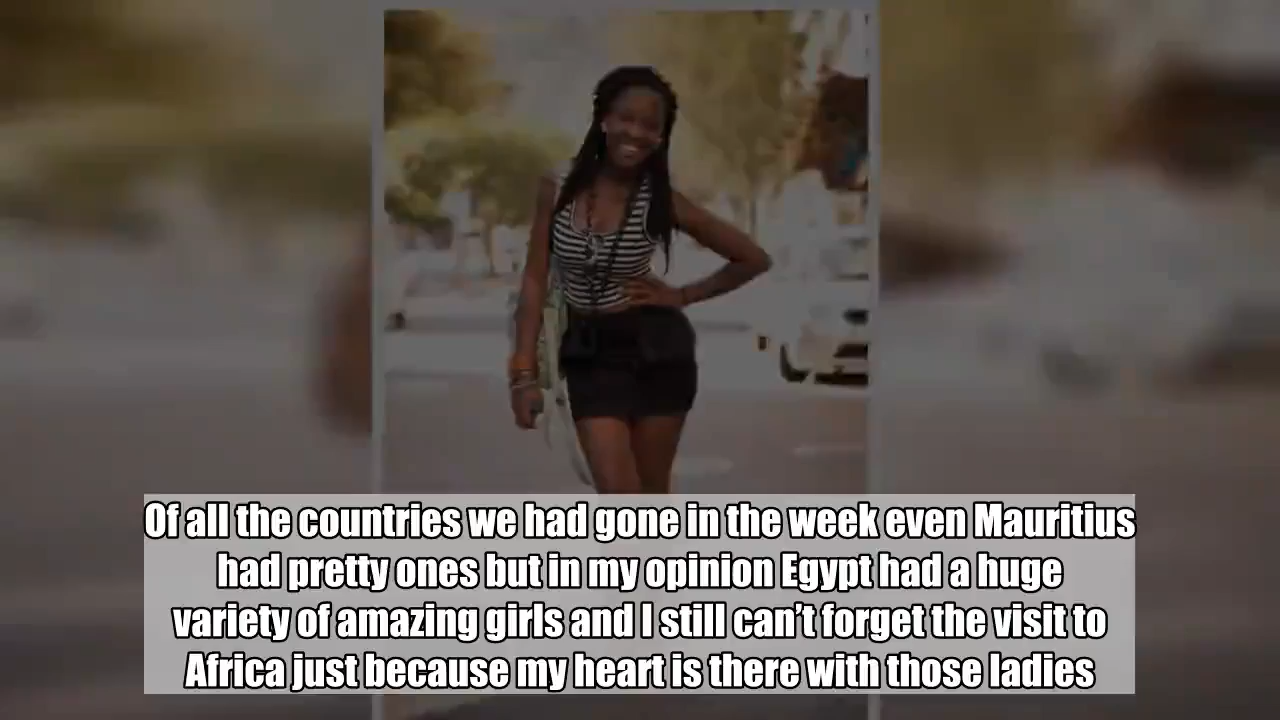 Of all the countries we had gone in the week even Mauritius
had pretty ones but in my opinion Egypt had a huge
variety of amazing girls and I still can’t forget the visit to
Africa just because my heart is there with those ladies